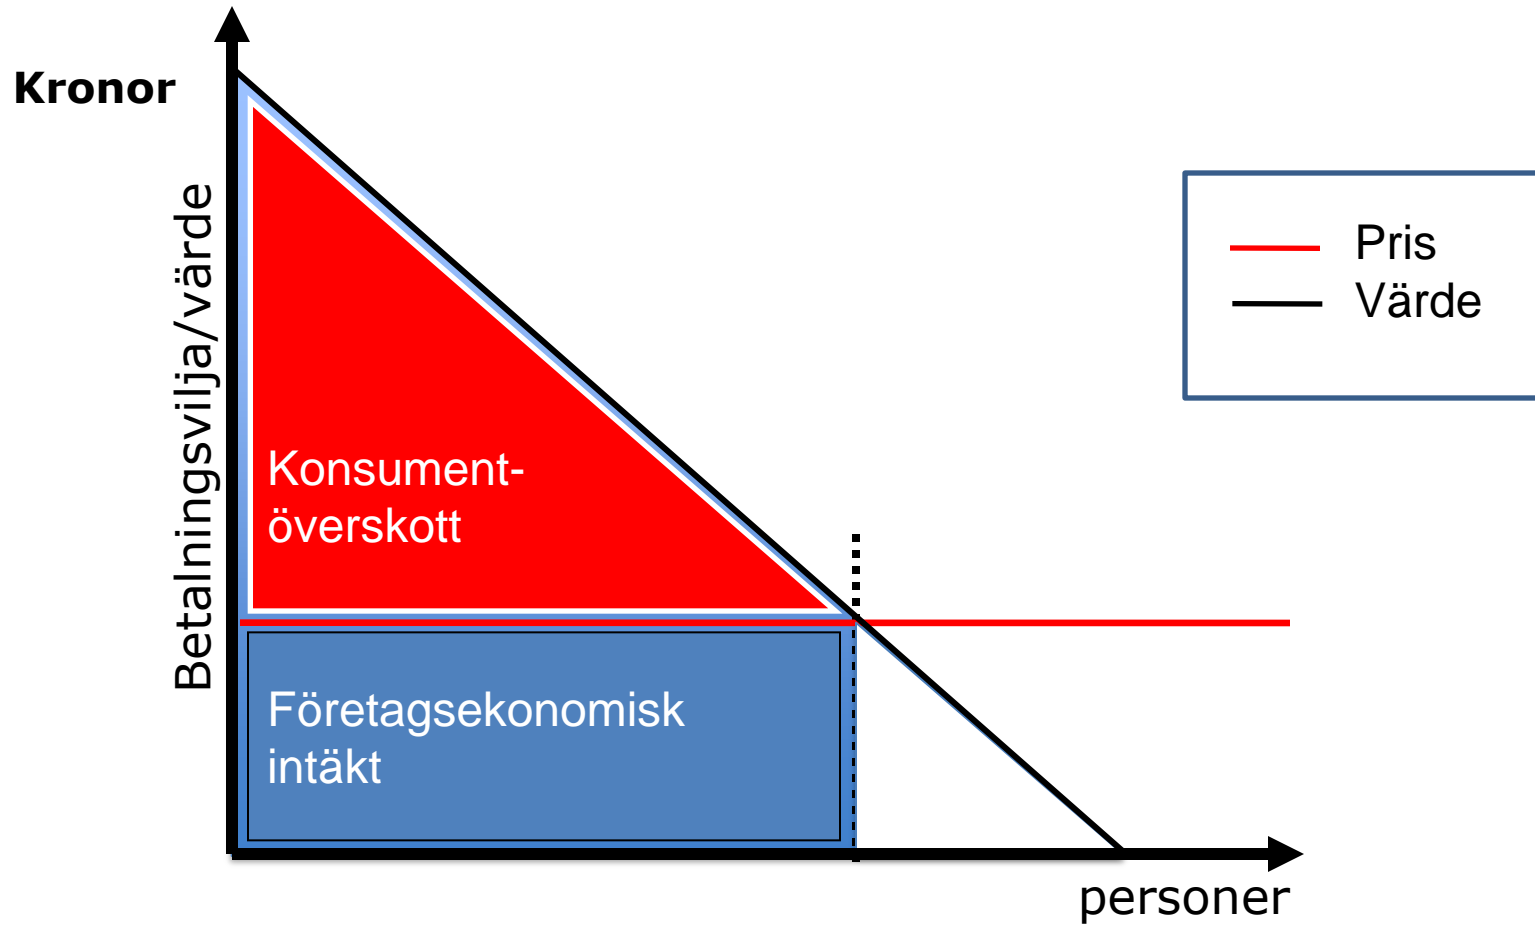 Kronor
Betalningsvilja/värde
Pris
Värde
Konsument-
överskott
Företagsekonomisk
intäkt
personer